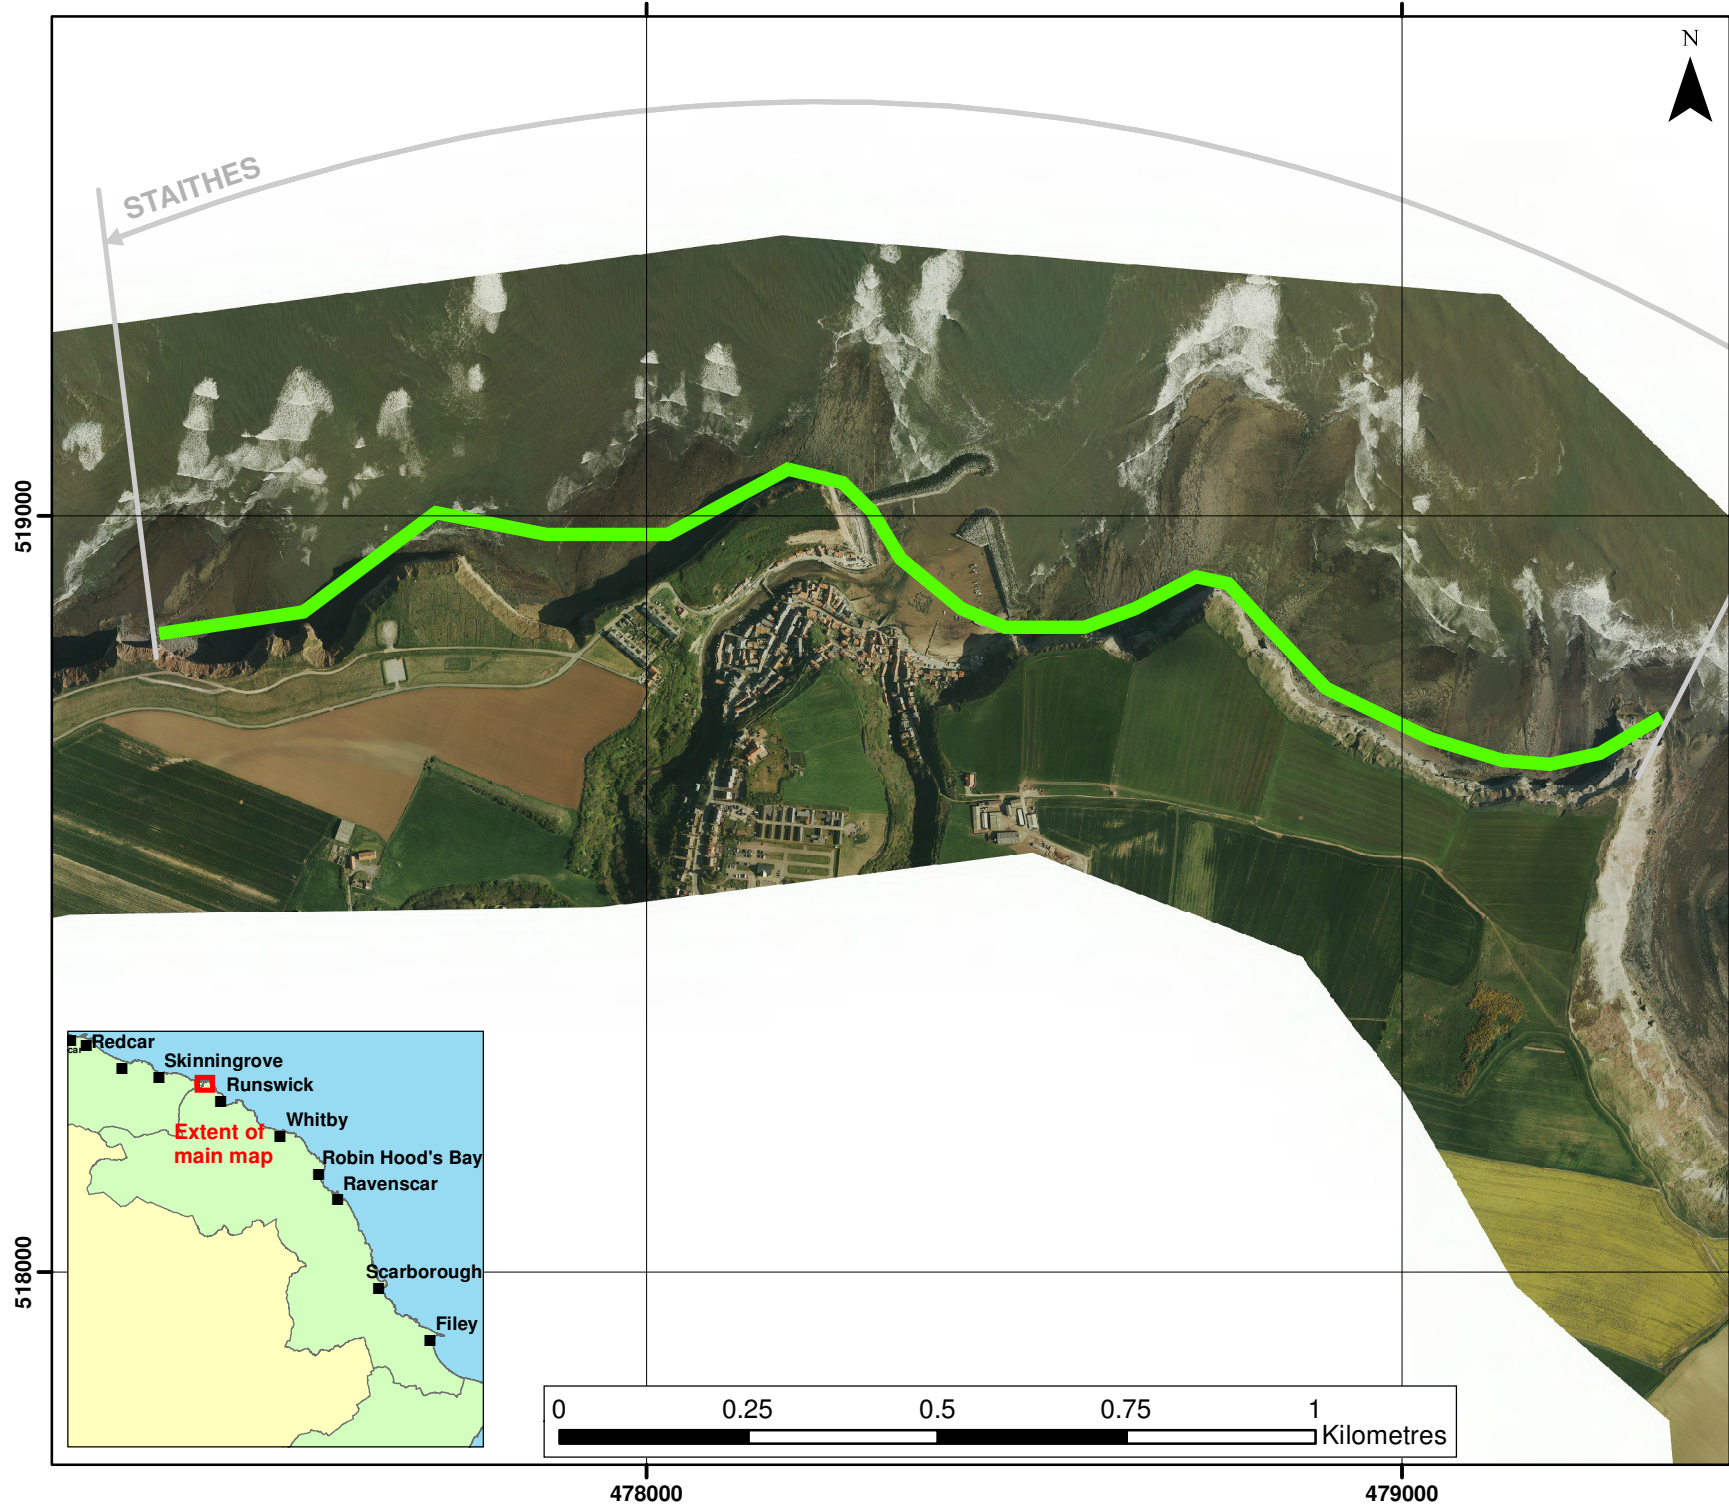 N
STAITHES
519000
518000
Redcar
car
Skinningrove
Runswick
Whitby
Extent of
main map
Robin Hood's Bay
Ravenscar
Scarborough
Filey
0 0.25 0.5 0.75 1
Kilometres
478000 479000